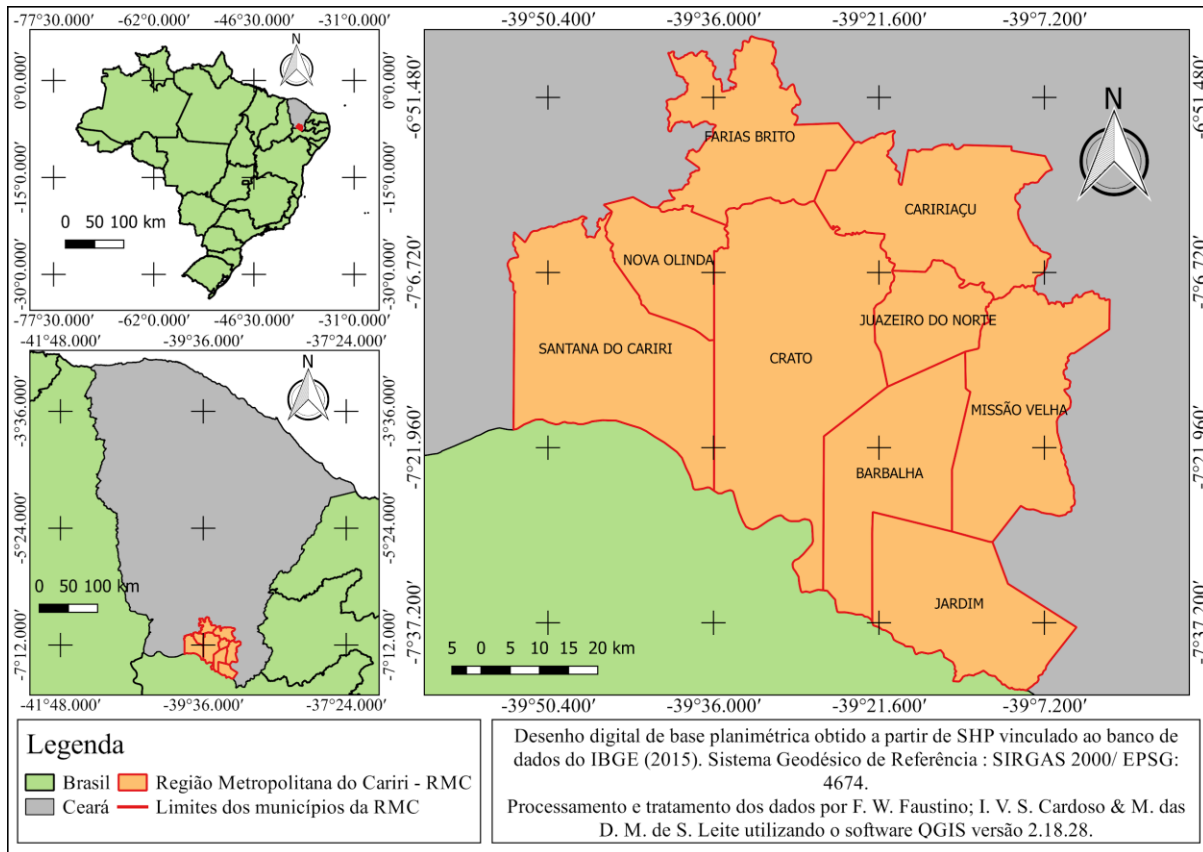 -77°30.000′ -62°0.000′ -46°30.000′ -31°0.000′
0°0.000′
-15°0.000′
-30°0.000′
N
0°0.000′
-15°0.000′
-30°0.000′
0 50 100 km
-77°30.000′ -62°0.000′ -46°30.000′ -31°0.000′
-41°48.000′ -39°36.000′ -37°24.000′
-3°36.000′
-5°24.000′
-7°12.000′
N
-3°36.000′
-5°24.000′
-7°12.000′
0 50 100 km
-41°48.000′ -39°36.000′ -37°24.000′
-39°50.400′ -39°36.000′ -39°21.600′ -39°7.200′
-6°51.480′
-7°6.720′
-7°21.960′
-7°37.200′
N
-6°51.480′
-7°6.720′
-7°21.960′
-7°37.200′
FARIAS BRITO
CARIRIAÇU
NOVA OLINDA
JUAZEIRO DO NORTE
SANTANA DO CARIRI
CRATO
MISSÃO VELHA
BARBALHA
JARDIM
5 0 5 10 15 20 km
-39°50.400′ -39°36.000′ -39°21.600′ -39°7.200′
Legenda
Brasil Região Metropolitana do Cariri - RMC
Ceará Limites dos municípios da RMC
Desenho digital de base planimétrica obtido a partir de SHP vinculado ao banco de
dados do IBGE (2015). Sistema Geodésico de Referência : SIRGAS 2000/ EPSG:
4674.
Processamento e tratamento dos dados por F. W. Faustino; I. V. S. Cardoso & M. das
D. M. de S. Leite utilizando o software QGIS versão 2.18.28.